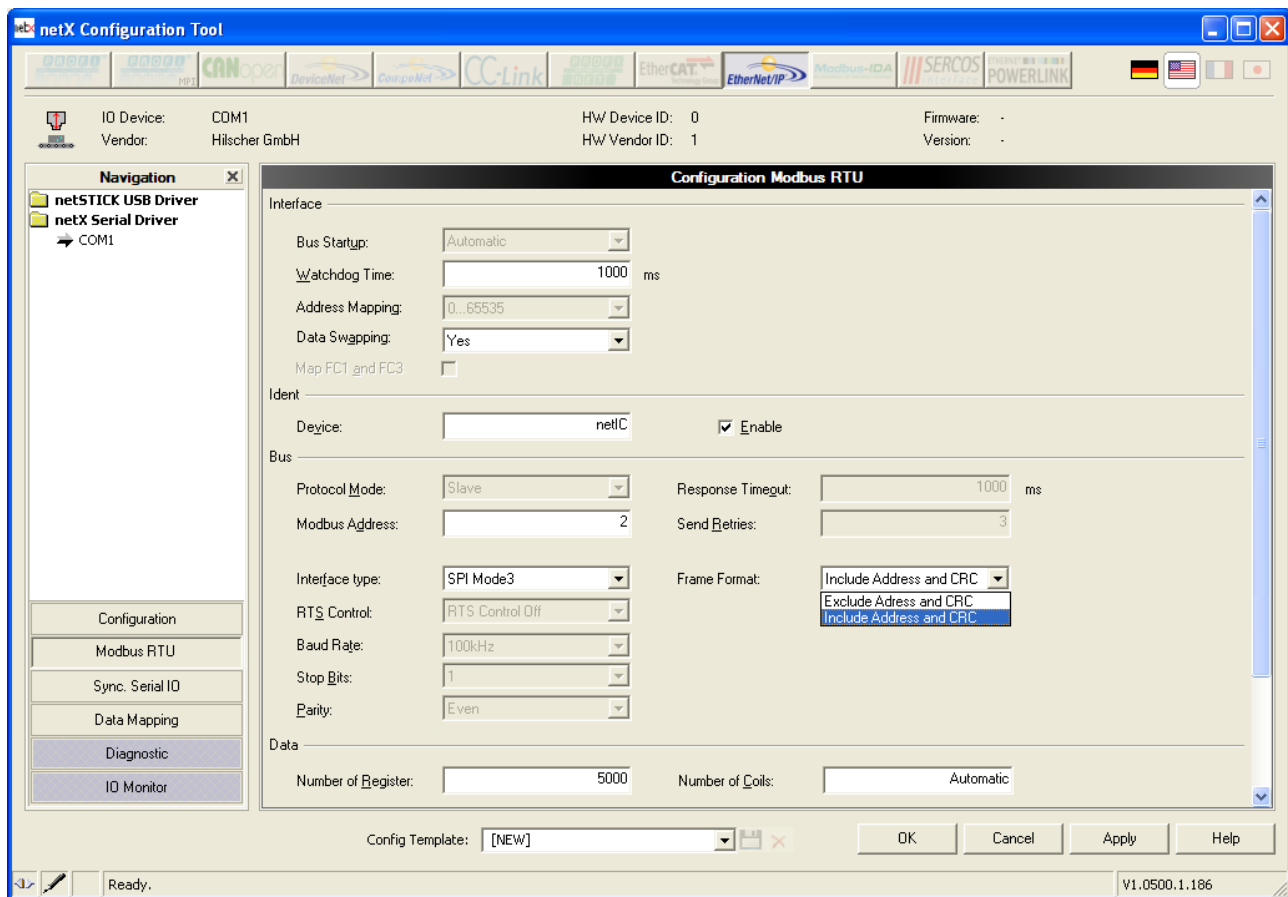 netX Configuration Tool
MPI CANopen DeviceNet CompoNet CC-Link EtherCAT EtherNet/IP Modbus-IDA SERCOS interface POWERLINK
IO Device: COM1 HW Device ID: 0 Firmware: -
Vendor: Hilscher GmbH HW Vendor ID: 1 Version: -
Navigation
Configuration Modbus RTU
netSTICK USB Driver
netX Serial Driver
COM1
Interface
Bus Startup: Automatic
Watchdog Time: 1000 ms
Address Mapping: 0...65535
Data Swapping: Yes
Map FC1 and FC3
Ident
Device: netIC Enable
Bus
Protocol Mode: Slave Response Timeout: 1000 ms
Modbus Address: 2 Send Retries: 3
Interface type: SPI Mode3 Frame Format: Include Address and CRC
Exclude Adress and CRC
Include Address and CRC
RTS Control: RTS Control Off
Baud Rate: 100kHz
Stop Bits: 1
Parity: Even
Data
Number of Register: 5000 Number of Coils: Automatic
Configuration
Modbus RTU
Sync. Serial IO
Data Mapping
Diagnostic
IO Monitor
Config Template: [NEW] OK Cancel Apply Help
Ready. V1.0500.1.186